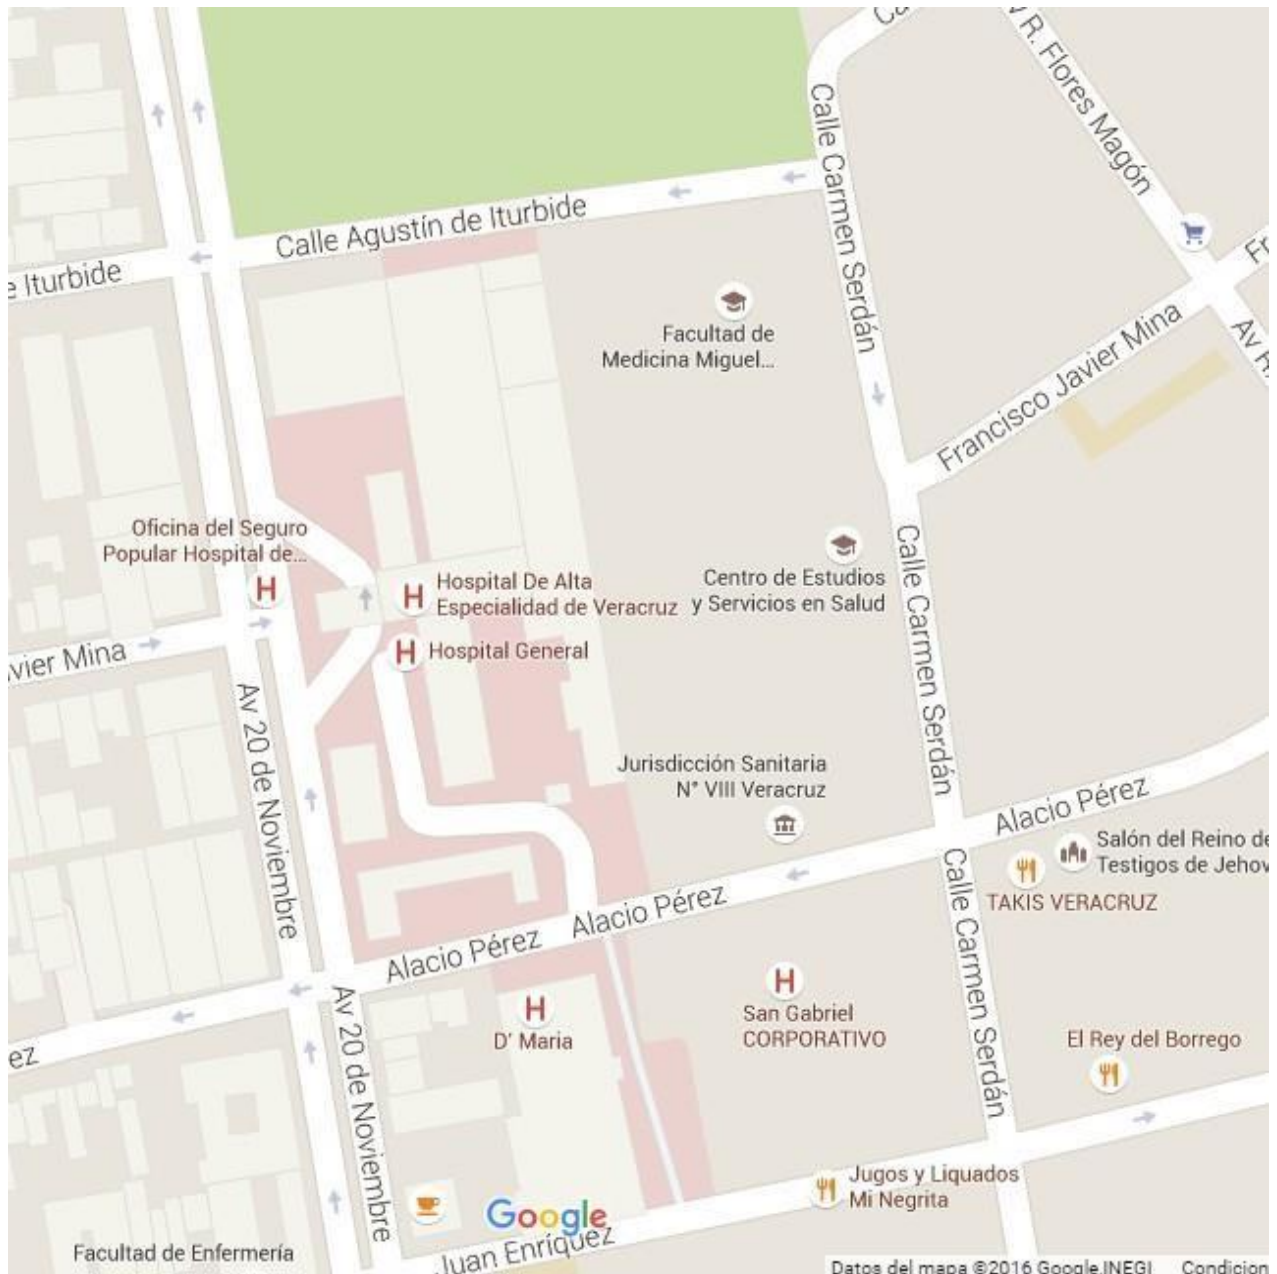 Ca
Av R. Flores Magón
Calle Carmen Serdán
Calle Agustín de Iturbide
e Iturbide
Fr
Facultad de
Medicina Miguel...
Francisco Javier Mina
Av R.
Oficina del Seguro
Popular Hospital de...
H
Hospital De Alta
Especialidad de Veracruz
H
Centro de Estudios
y Servicios en Salud
Calle Carmen Serdán
H
Hospital General
vier Mina
Av 20 de Noviembre
Jurisdicción Sanitaria
N° VIII Veracruz
Alacio Pérez
Salón del Reino de
Testigos de Jehov
TAKIS VERACRUZ
Alacio Pérez
Alacio Pérez
Calle Carmen Serdán
H
D' Maria
H
San Gabriel
CORPORATIVO
El Rey del Borrego
ez
Av 20 de Noviembre
Jugos y Liquados
Mi Negrita
Google
Juan Enríquez
Facultad de Enfermería
Datos del mapa ©2016 Google,INEGI Condicion